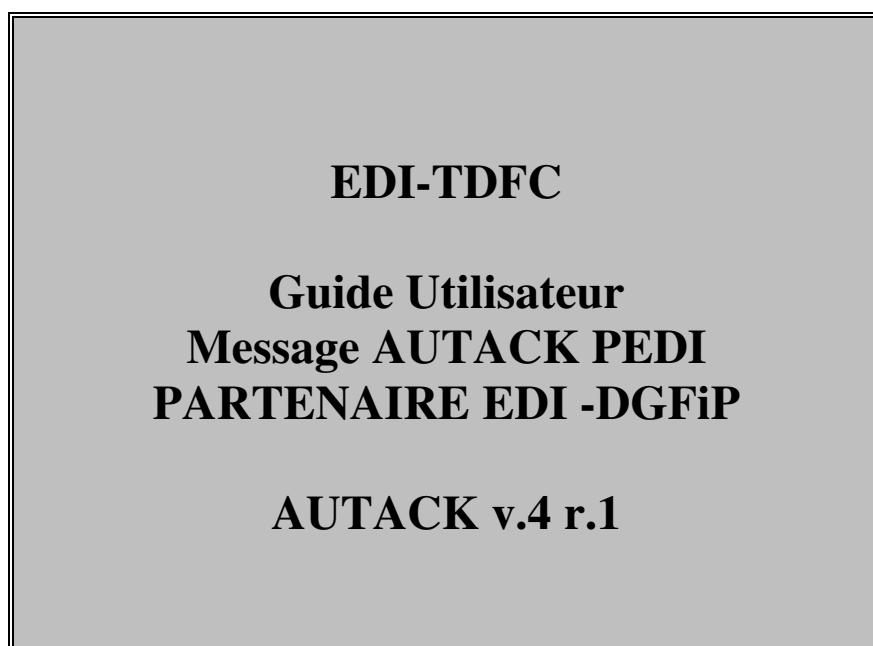 EDI-TDFC
Guide Utilisateur
Message AUTACK PEDI
PARTENAIRE EDI -DGFiP
AUTACK v.4 r.1